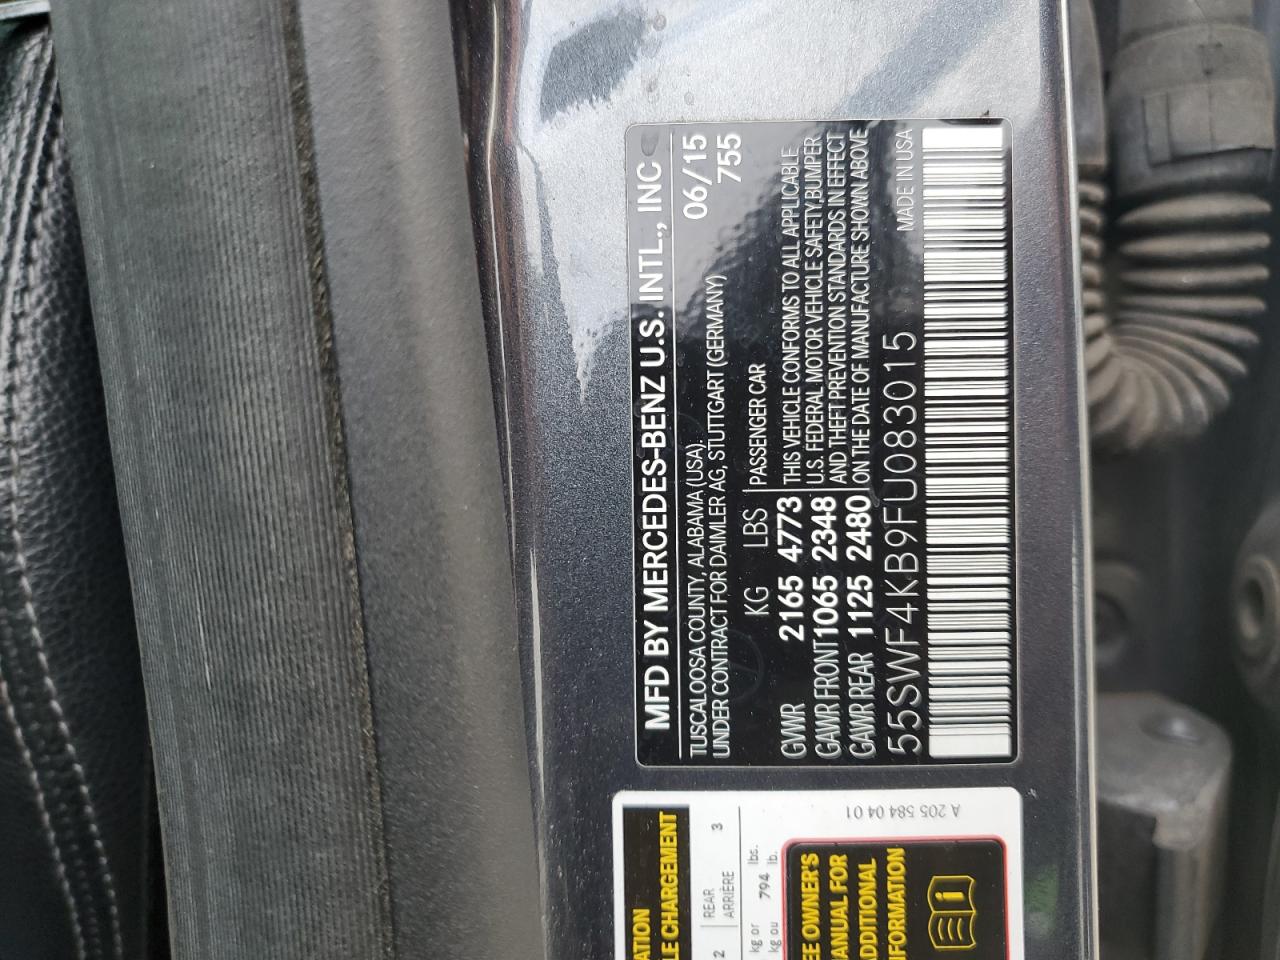 MFD BY MERCEDES-BENZ U.S. INTL., INC
TUSCALOOSA COUNTY, ALABAMA (USA). 06/15
UNDER CONTRACT FOR DAIMLER AG, STUTTGART (GERMANY) 755
KG LBS PASSENGER CAR
GVWR 2165 4773 THIS VEHICLE CONFORMS TO ALL APPLICABLE
GAWR FRONT 1065 2348 U.S. FEDERAL MOTOR VEHICLE SAFETY,BUMPER
GAWR REAR 1125 2480 AND THEFT PREVENTION STANDARDS IN EFFECT
ON THE DATE OF MANUFACTURE SHOWN ABOVE
55SWF4KB9FU083015 MADE IN USA
ATION
LE CHARGEMENT
2 REAR 3
ARRIÈRE
kg or lbs.
kg ou 794 lb.
EE OWNER'S
MANUAL FOR
ADDITIONAL
NFORMATION
A 205 584 04 01